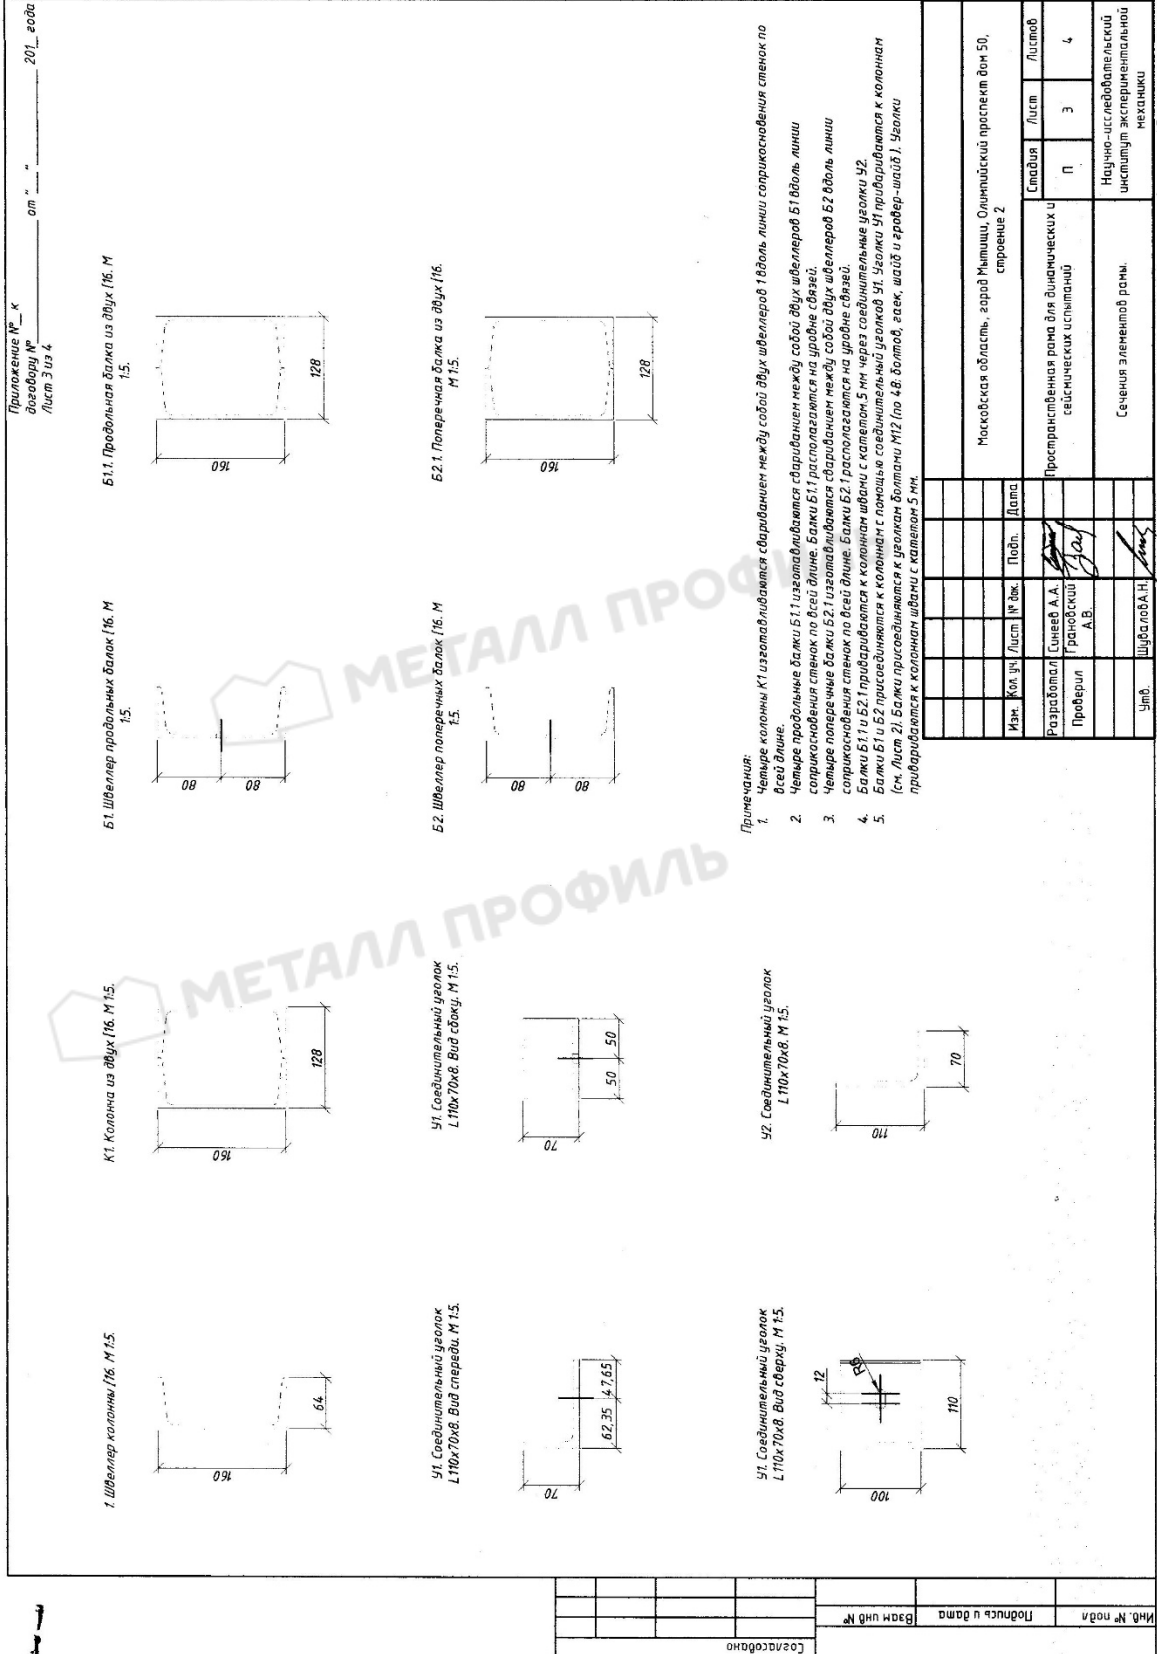 Приложение №__ к
договору №____________ от "___" ____________ 201_ года
Лист 3 из 4
1. Швеллер колонны [16. М 1:5.
160
64
К1. Колонна из двух [16. М 1:5.
160
128
Б1. Швеллер продольных балок [16. М
1:5.
80
80
Б1.1. Продольная балка из двух [16. М
1:5.
160
128
У1. Соединительный уголок
L110х70х8. Вид спереди. М 1:5.
70
62,35
47,65
У1. Соединительный уголок
L110х70х8. Вид сбоку. М 1:5.
70
50
50
Б2. Швеллер поперечных балок [16. М
1:5.
80
80
Б2.1. Поперечная балка из двух [16.
М 1:5.
160
128
У1. Соединительный уголок
L110х70х8. Вид сверху. М 1:5.
12
R6
100
110
У2. Соединительный уголок
L110х70х8. М 1:5.
110
70
Примечания:
1. Четыре колонны К1 изготавливаются свариванием между собой двух швеллеров 1 вдоль линии соприкосновения стенок по
всей длине.
2. Четыре продольные балки Б1.1 изготавливаются свариванием между собой двух швеллеров Б1 вдоль линии
соприкосновения стенок по всей длине. Балки Б1.1 располагаются на уровне связей.
3. Четыре поперечные балки Б2.1 изготавливаются свариванием между собой двух швеллеров Б2 вдоль линии
соприкосновения стенок по всей длине. Балки Б2.1 располагаются на уровне связей.
4. Балки Б1.1 и Б2.1 привариваются к колоннам швами с катетом 5 мм через соединительные уголки У2.
5. Балки Б1 и Б2 присоединяются к колоннам с помощью соединительный уголков У1. Уголки У1 привариваются к колоннам
(см. Лист 2). Балки присоединяются к уголкам болтами М12 (по 48: болтов, гаек, шайб и гровер-шайб). Уголки
привариваются к колоннам швами с катетом 5 мм.
Московская область, город Мытищи, Олимпийский проспект дом 50,
строение 2
Изм. Кол. уч. Лист № док. Подп. Дата
Разработал Синеев А.А.
Проверил Грановский
А.В.
Утв. Шувалов А.Н.
Пространственная рама для динамических и
сейсмических испытаний
Стадия Лист Листов
П 3 4
Сечения элементов рамы.
Научно-исследовательский
институт экспериментальной
механики
Согласовано
Взам инв №
Подпись и дата
Инв. № подл
МЕТАЛЛ ПРОФИЛЬ
МЕТАЛЛ ПРОФИЛЬ